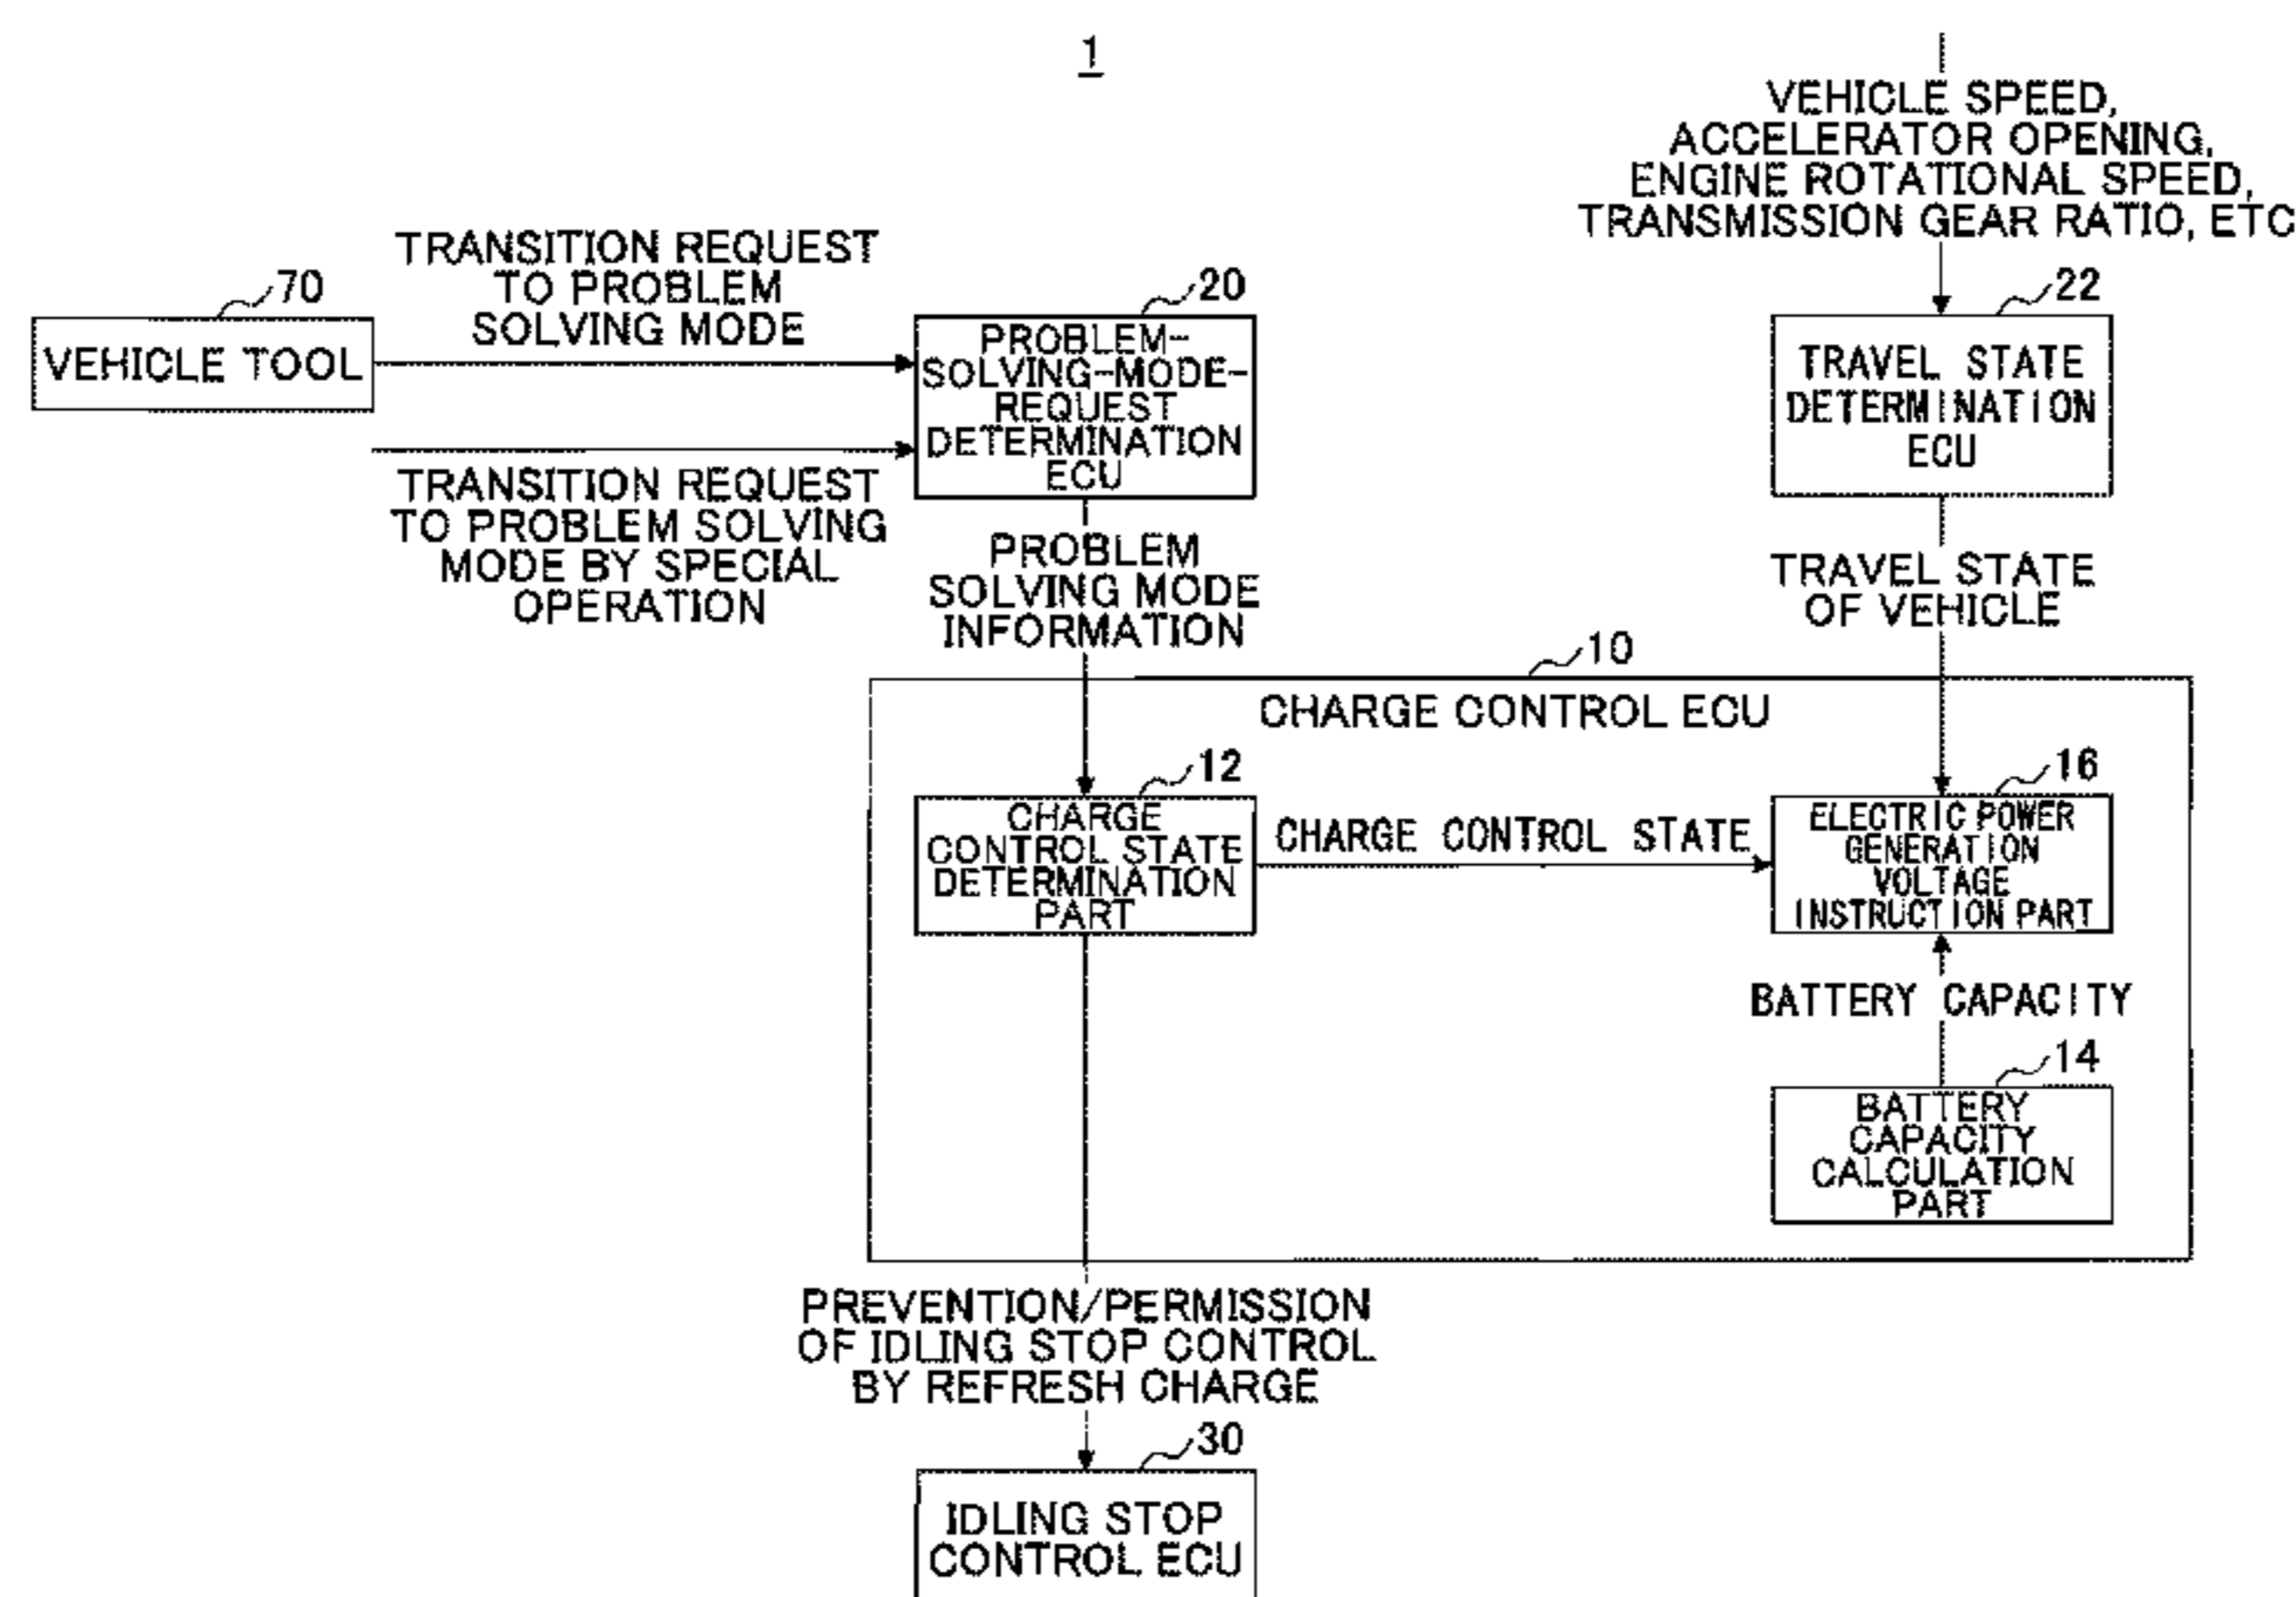 1
VEHICLE SPEED,
ACCELERATOR OPENING,
ENGINE ROTATIONAL SPEED,
TRANSMISSION GEAR RATIO, ETC
TRANSITION REQUEST
TO PROBLEM
SOLVING MODE
70
VEHICLE TOOL
20
PROBLEM-
SOLVING-MODE-
REQUEST
DETERMINATION
ECU
22
TRAVEL STATE
DETERMINATION
ECU
TRANSITION REQUEST
TO PROBLEM SOLVING
MODE BY SPECIAL
OPERATION
PROBLEM
SOLVING MODE
INFORMATION
TRAVEL STATE
OF VEHICLE
10
CHARGE CONTROL ECU
12
CHARGE
CONTROL STATE
DETERMINATION
PART
CHARGE CONTROL STATE
16
ELECTRIC POWER
GENERATION
VOLTAGE
INSTRUCTION PART
BATTERY CAPACITY
14
BATTERY
CAPACITY
CALCULATION
PART
PREVENTION/PERMISSION
OF IDLING STOP CONTROL
BY REFRESH CHARGE
30
IDLING STOP
CONTROL ECU